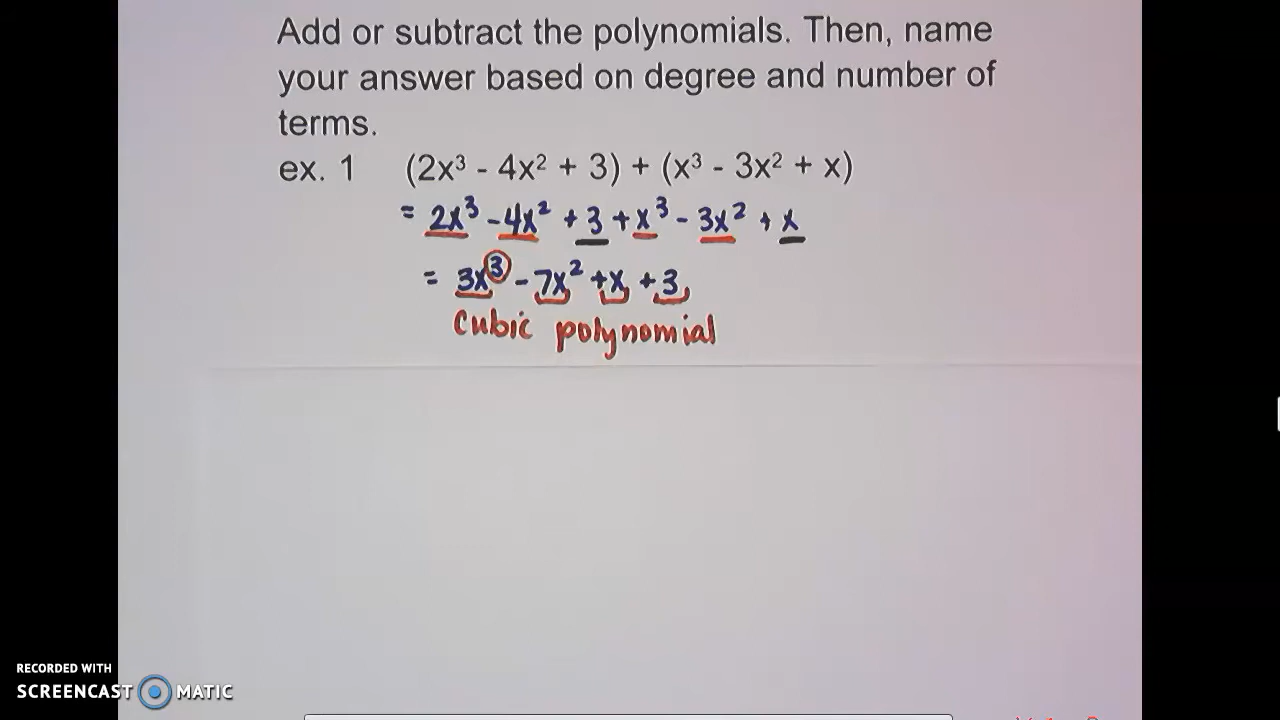 Add or subtract the polynomials. Then, name
your answer based on degree and number of
terms.
ex. 1 (2x³ - 4x² + 3) + (x³ - 3x² + x)
= 2x³ - 4x² + 3 + x³ - 3x² + x
= 3x³ - 7x² + x + 3
cubic polynomial
RECORDED WITH
SCREENCAST MATIC